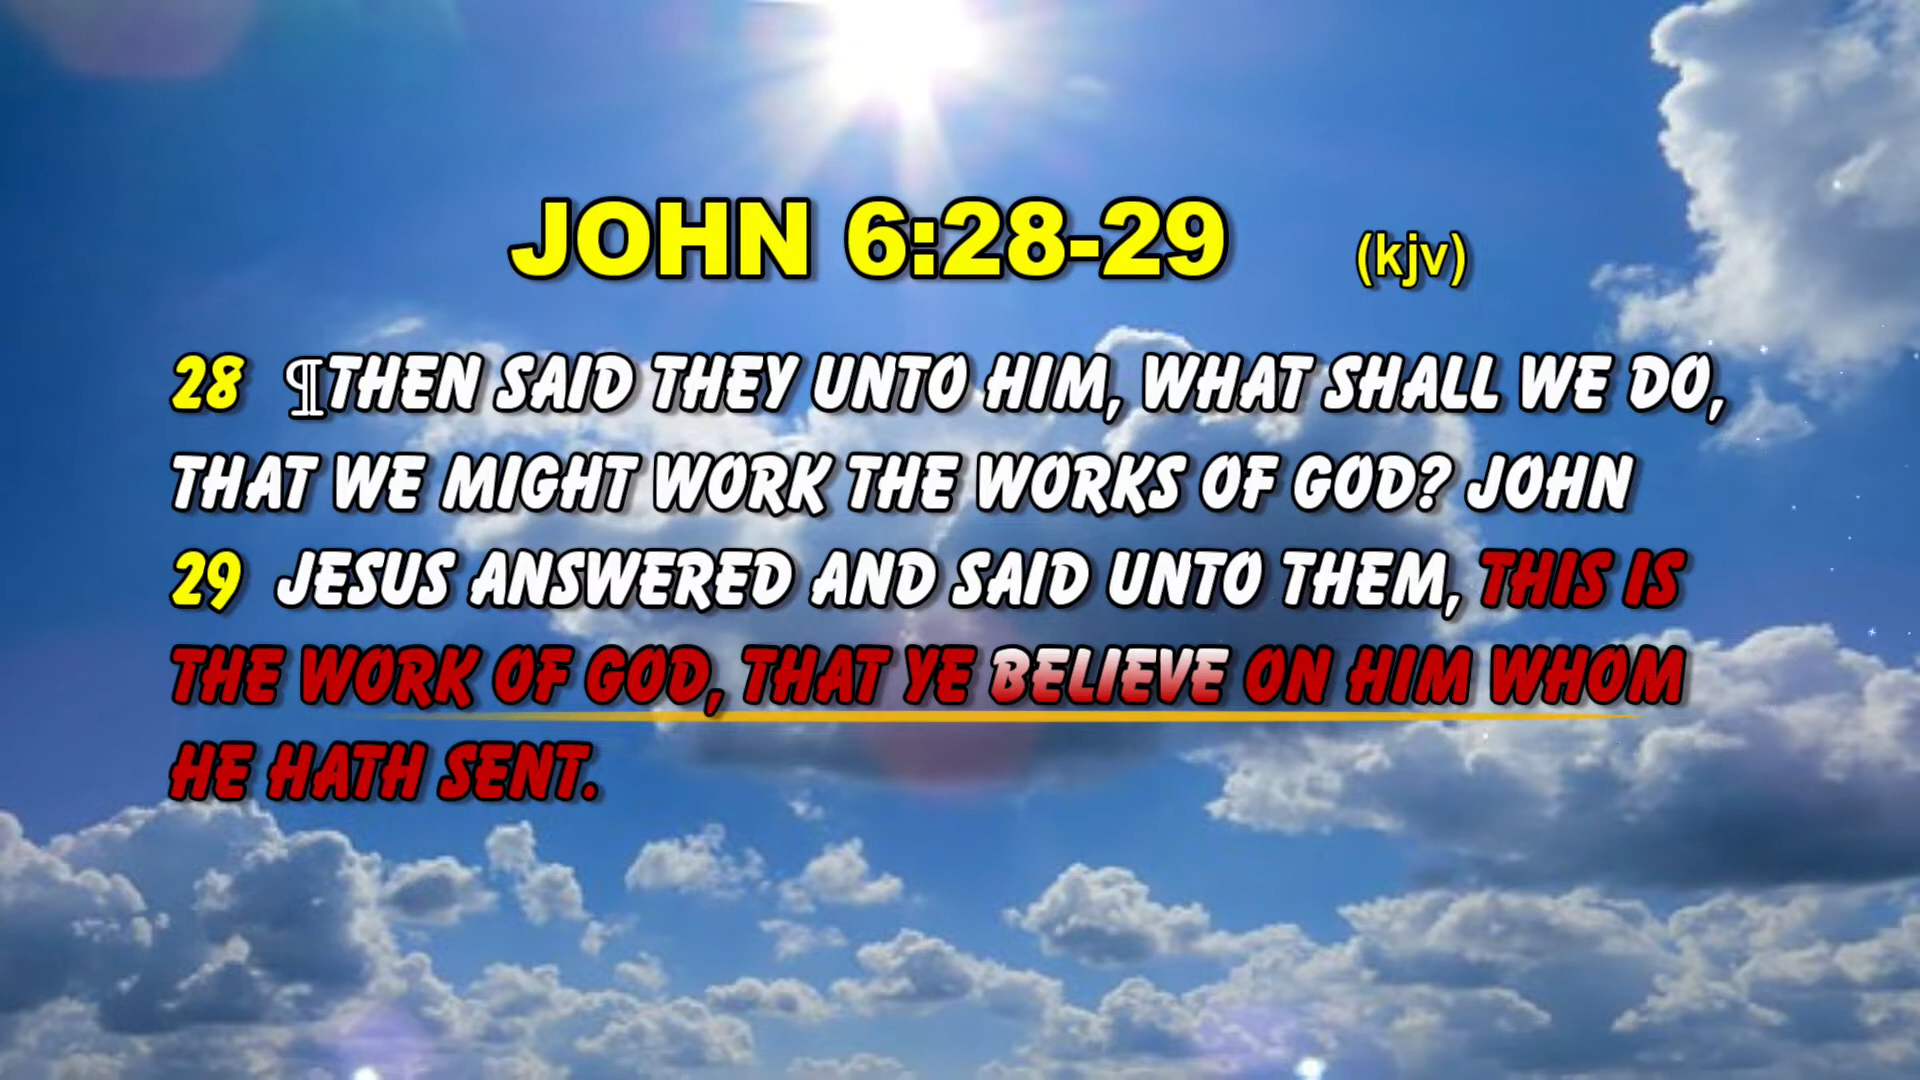 JOHN 6:28-29 (kjv)
28 ¶THEN SAID THEY UNTO HIM, WHAT SHALL WE DO,
THAT WE MIGHT WORK THE WORKS OF GOD? JOHN
29 JESUS ANSWERED AND SAID UNTO THEM, THIS IS
THE WORK OF GOD, THAT YE BELIEVE ON HIM WHOM
HE HATH SENT.